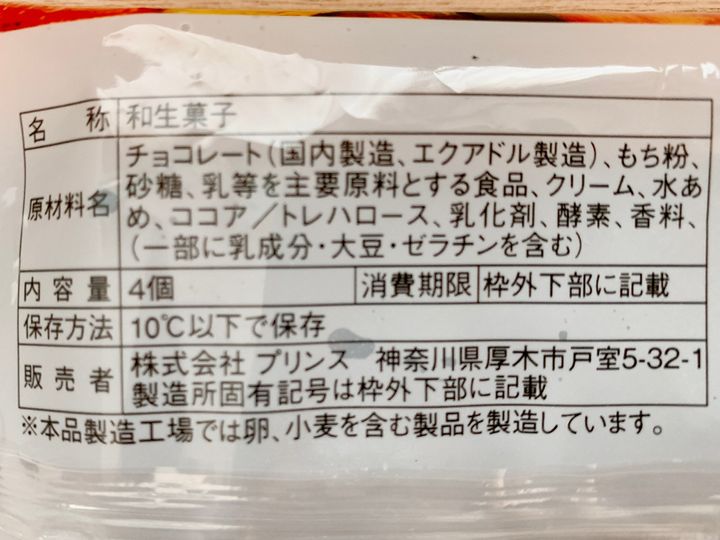 名称 和生菓子
原材料名 チョコレート(国内製造、エクアドル製造)、もち粉、
砂糖、乳等を主要原料とする食品、クリーム、水あ
め、ココア／トレハロース、乳化剤、酵素、香料、
(一部に乳成分・大豆・ゼラチンを含む)
内容量 4個 消費期限 枠外下部に記載
保存方法 10℃以下で保存
販売者 株式会社 プリンス 神奈川県厚木市戸室5-32-1
製造所固有記号は枠外下部に記載
※本品製造工場では卵、小麦を含む製品を製造しています。